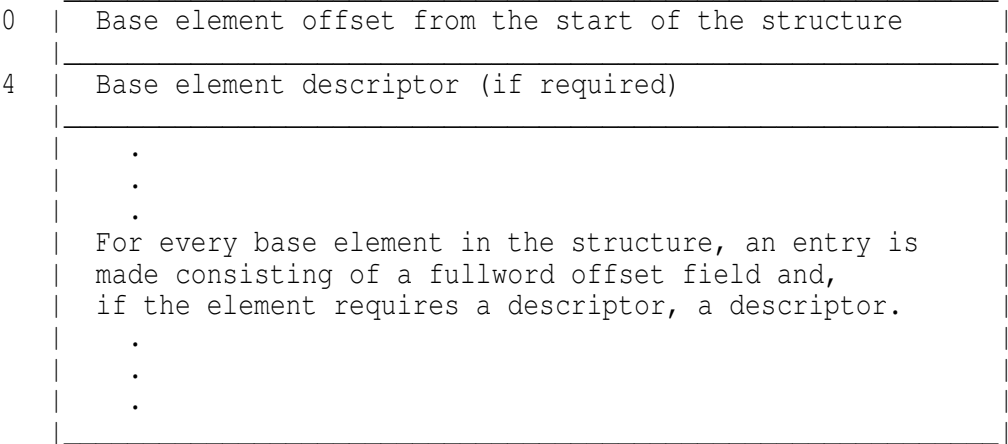 0 | Base element offset from the start of the structure |
4 | Base element descriptor (if required) |
| . |
| . |
| . |
| For every base element in the structure, an entry is |
| made consisting of a fullword offset field and, |
| if the element requires a descriptor, a descriptor. |
| . |
| . |
| . |